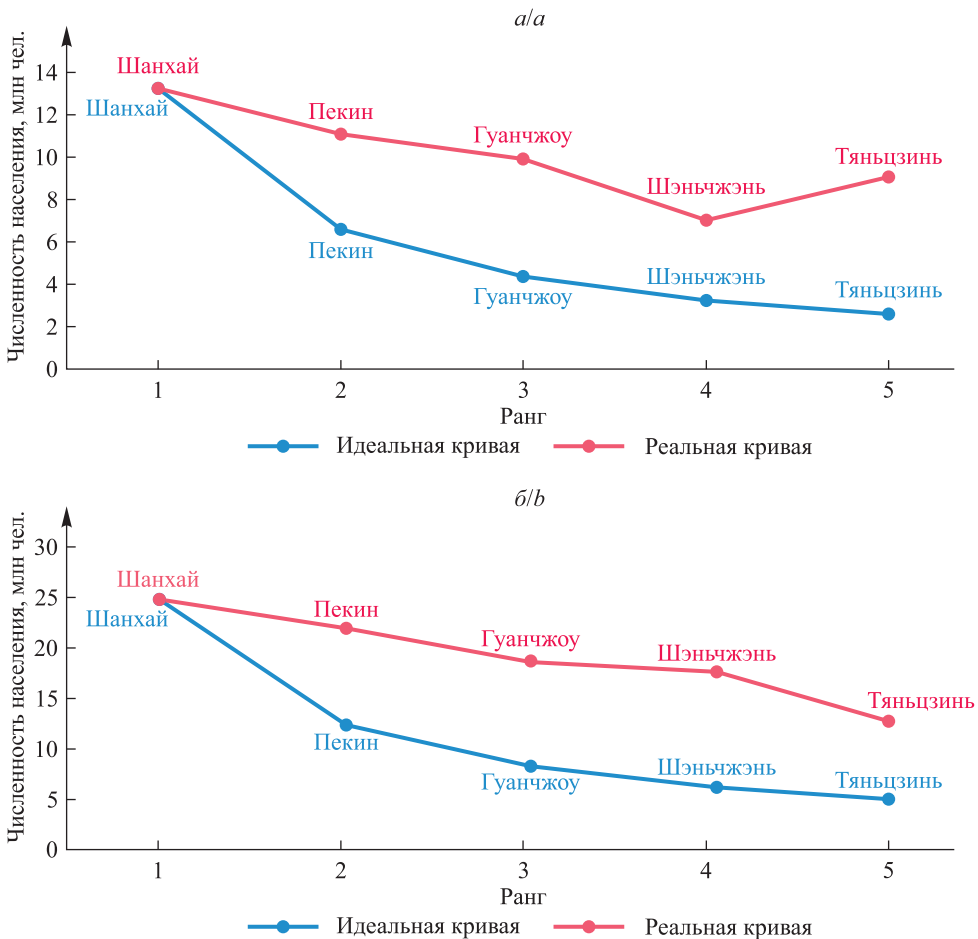 а/a
Численность населения, млн чел.
14
12
10
8
6
4
2
0
Шанхай
Шанхай
Пекин
Пекин
Гуанчжоу
Гуанчжоу
Шэньчжэнь
Шэньчжэнь
Тяньцзинь
Тяньцзинь
1 2 3 4 5
Ранг
Идеальная кривая Реальная кривая
б/b
Численность населения, млн чел.
30
25
20
15
10
5
0
Шанхай
Шанхай
Пекин
Пекин
Гуанчжоу
Гуанчжоу
Шэньчжэнь
Шэньчжэнь
Тяньцзинь
Тяньцзинь
1 2 3 4 5
Ранг
Идеальная кривая Реальная кривая